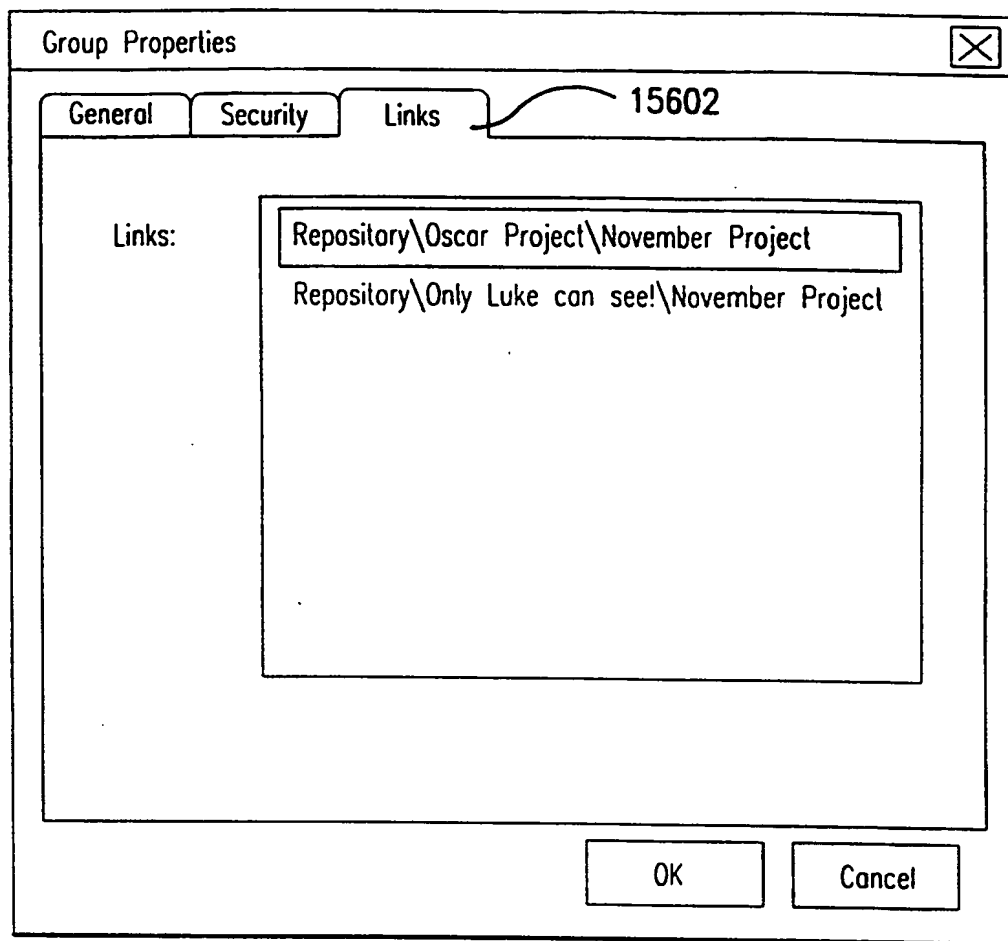 Group Properties
General Security Links 15602
Links:
Repository\Oscar Project\November Project
Repository\Only Luke can see!\November Project
OK Cancel